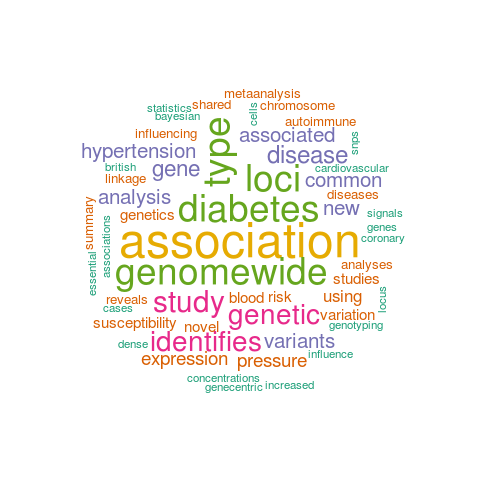 metaanalysis
statistics shared chromosome
bayesian cells autoimmune
influencing type associated snps
hypertension disease
british gene loci cardiovascular
linkage common
analysis diabetes diseases
summary genetics new signals
associations association genes
coronary
essential genomewide analyses
studies
reveals study blood risk using locus
cases genetic variation
susceptibility novel genotyping
dense identifies variants
expression pressure influence
concentrations
genecentric increased